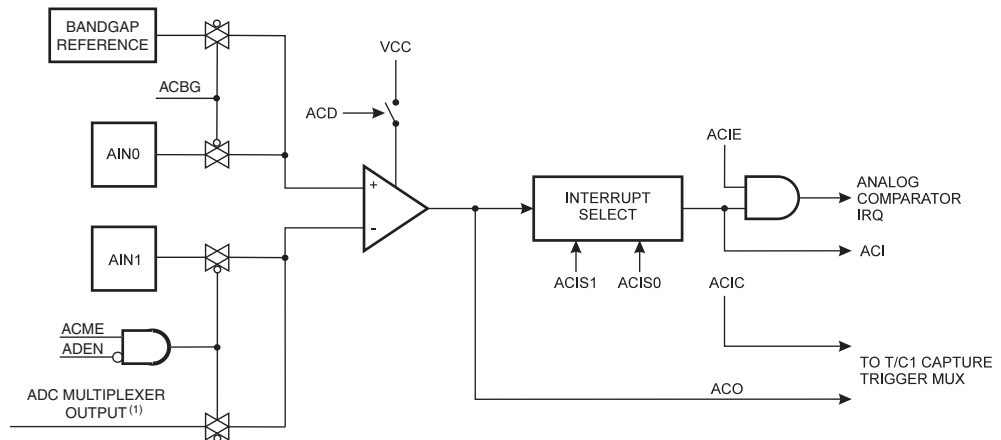 BANDGAP
REFERENCE
ACBG
AIN0
VCC
ACD
+
-
AIN1
ACME
ADEN
ADC MULTIPLEXER
OUTPUT(1)
INTERRUPT
SELECT
ACIS1 ACIS0
ACIE
ANALOG
COMPARATOR
IRQ
ACI
ACIC
TO T/C1 CAPTURE
TRIGGER MUX
ACO